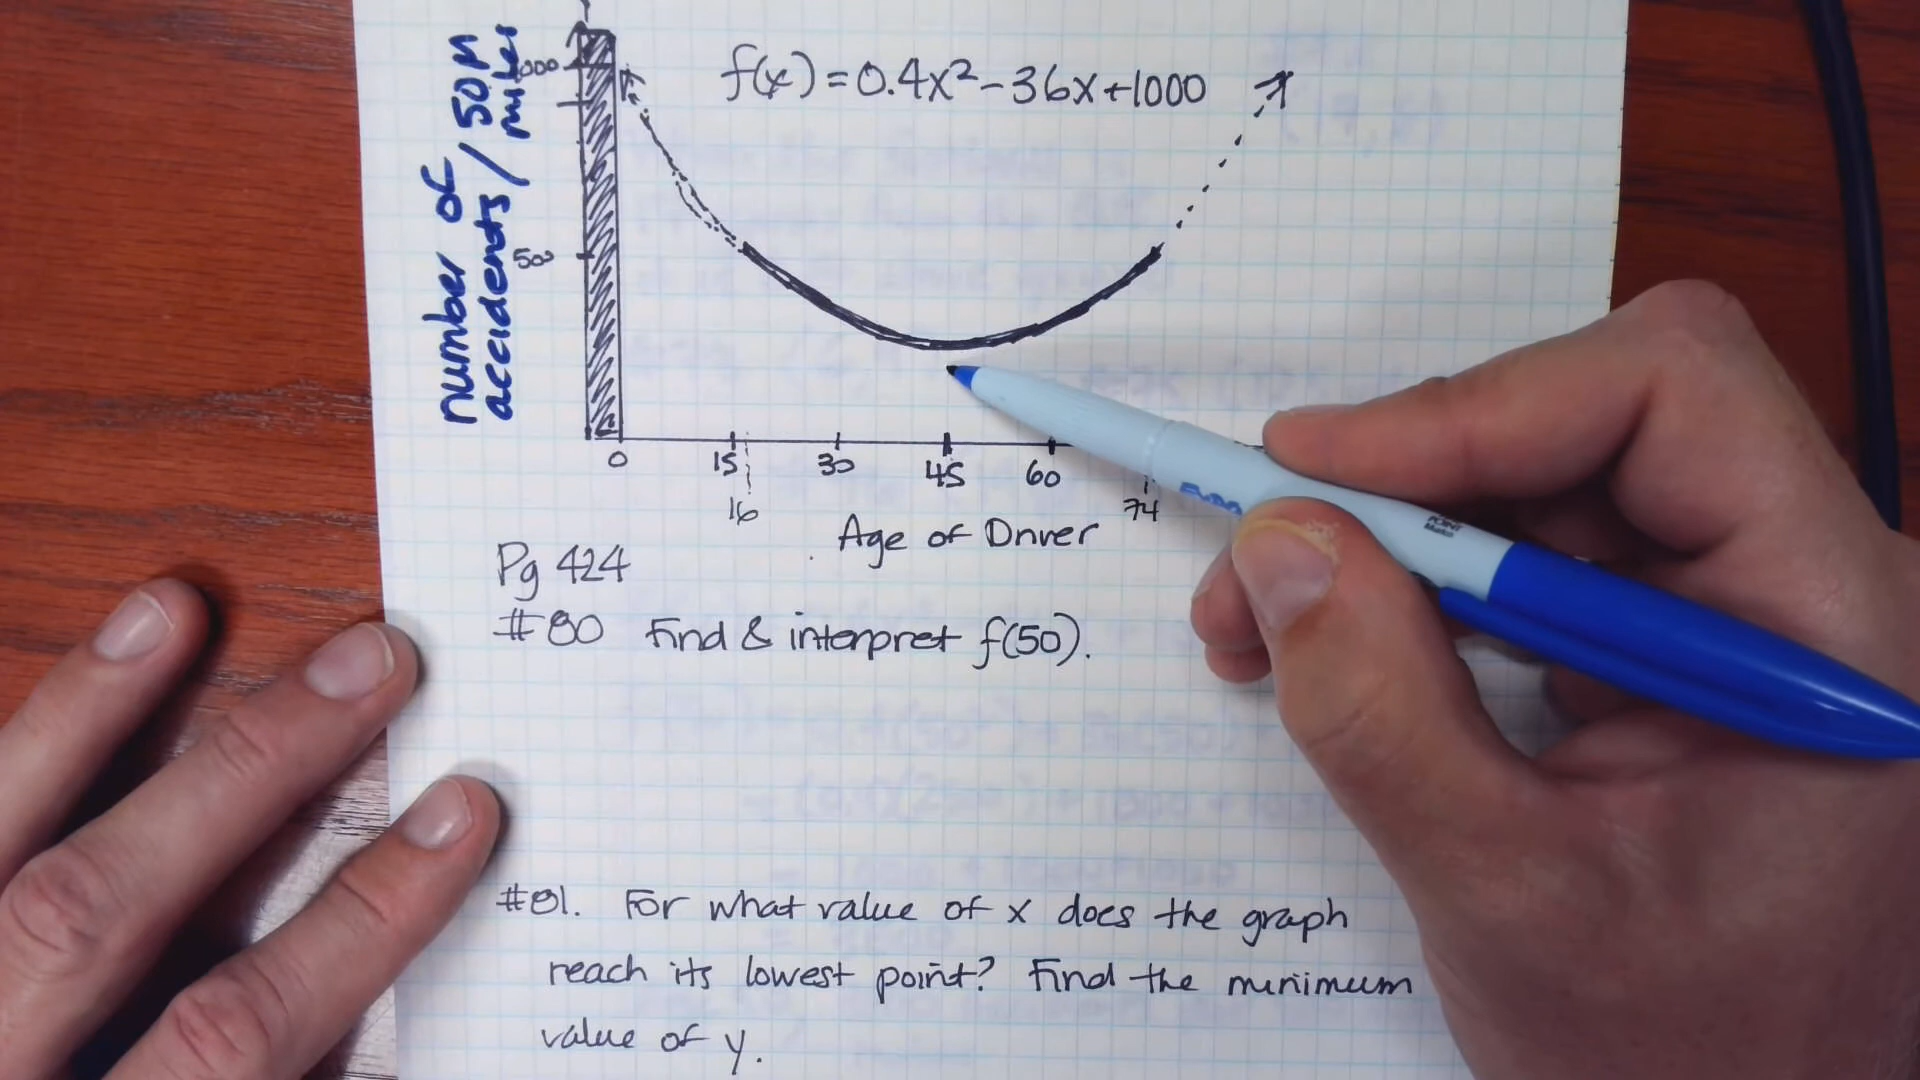 number of
accidents / 50M
miles
f(x) = 0.4x² - 36x + 1000
1000
500
0 15 30 45 60
16 74
Age of Driver
Pg 424
#80 Find & interpret f(50).
#81. For what value of x does the graph
reach its lowest point? Find the minimum
value of y.